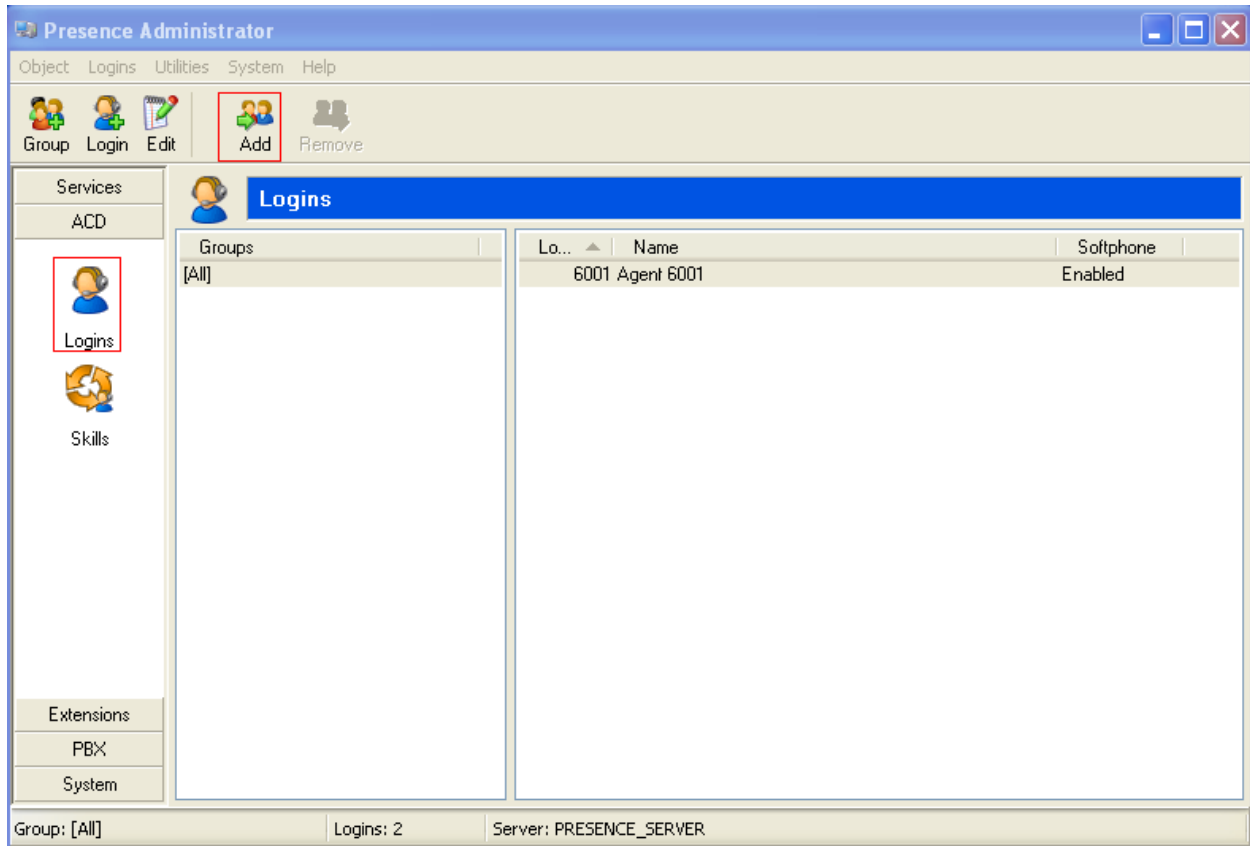 Presence Administrator
Object Logins Utilities System Help
Group Login Edit Add Remove
Services
ACD
Logins
Skills
Extensions
PBX
System
Logins
Groups
[All]
Lo... Name Softphone
6001 Agent 6001 Enabled
Group: [All] Logins: 2 Server: PRESENCE_SERVER